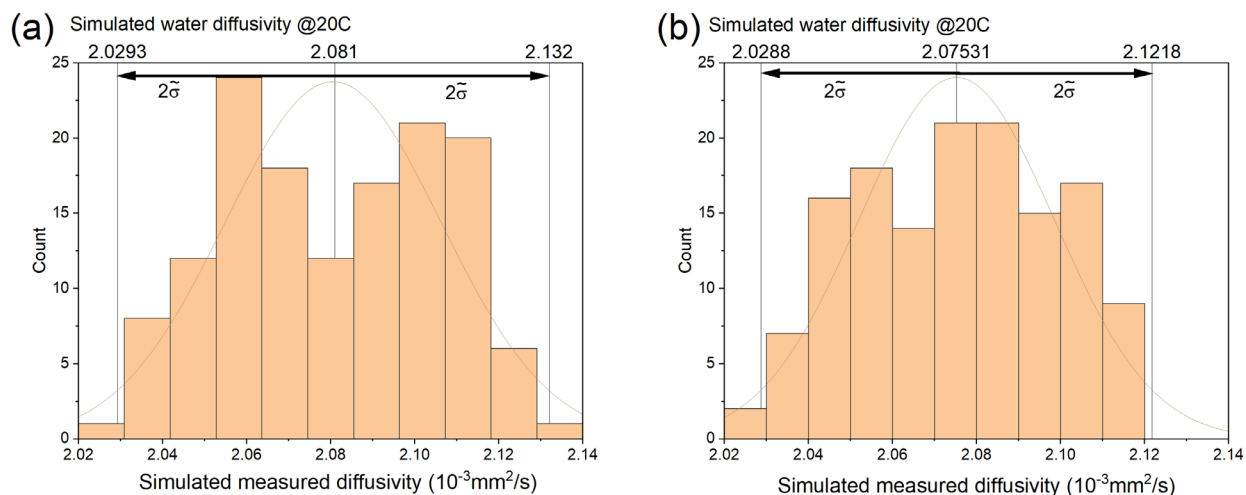 (a)
Simulated water diffusivity @20C
2.0293 2.081 2.132
2σ̃ 2σ̃
25
20
15
10
5
0
Count
2.02 2.04 2.06 2.08 2.10 2.12 2.14
Simulated measured diffusivity (10⁻³mm²/s)
(b)
Simulated water diffusivity @20C
2.0288 2.07531 2.1218
2σ̃ 2σ̃
25
20
15
10
5
0
Count
2.02 2.04 2.06 2.08 2.10 2.12 2.14
Simulated measured diffusivity (10⁻³mm²/s)